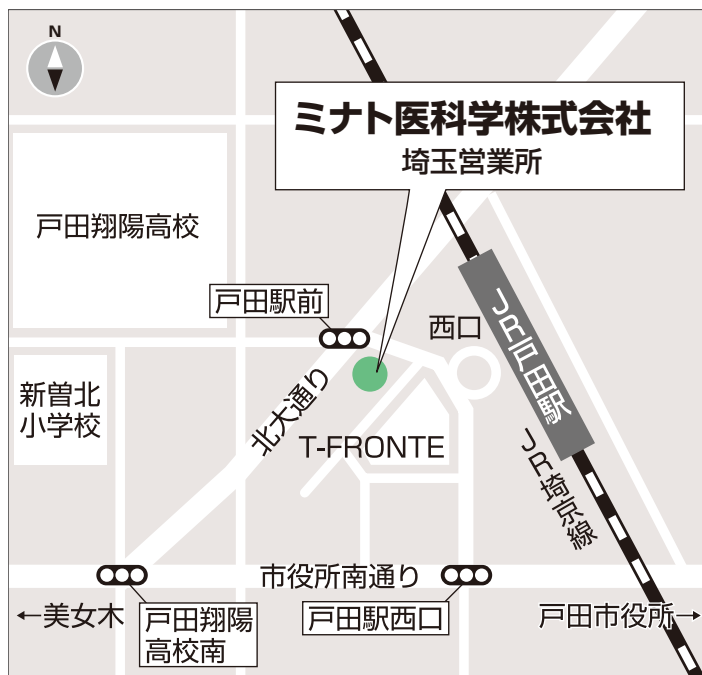 N
ミナト医科学株式会社
埼玉営業所
戸田翔陽高校
戸田駅前
西口
JR戸田駅
新曽北
小学校
北大通り
T-FRONTE
JR埼京線
市役所南通り
←美女木
戸田翔陽
高校南
戸田駅西口
戸田市役所→